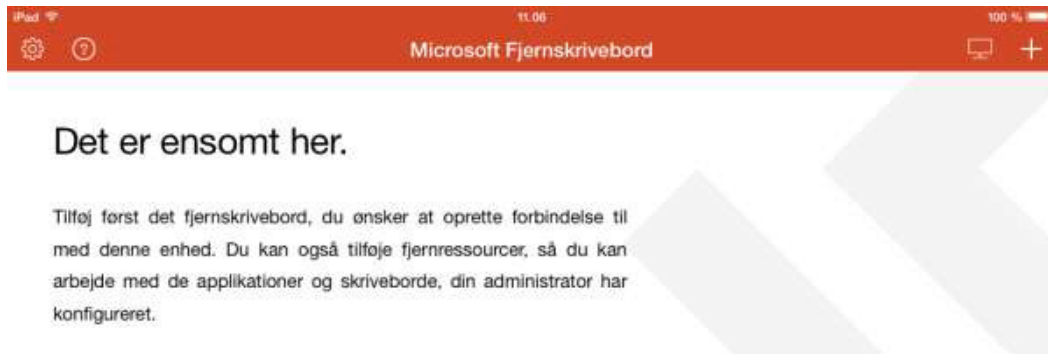 iPad 11.06 100 %
Microsoft Fjernskrivebord
Det er ensomt her.
Tilføj først det fjernskrivebord, du ønsker at oprette forbindelse til
med denne enhed. Du kan også tilføje fjernressourcer, så du kan
arbejde med de applikationer og skriveborde, din administrator har
konfigureret.